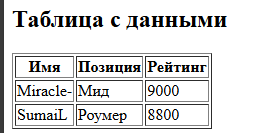 Таблица с данными
Имя Позиция Рейтинг
Miracle- Мид 9000
SumaiL Роумер 8800